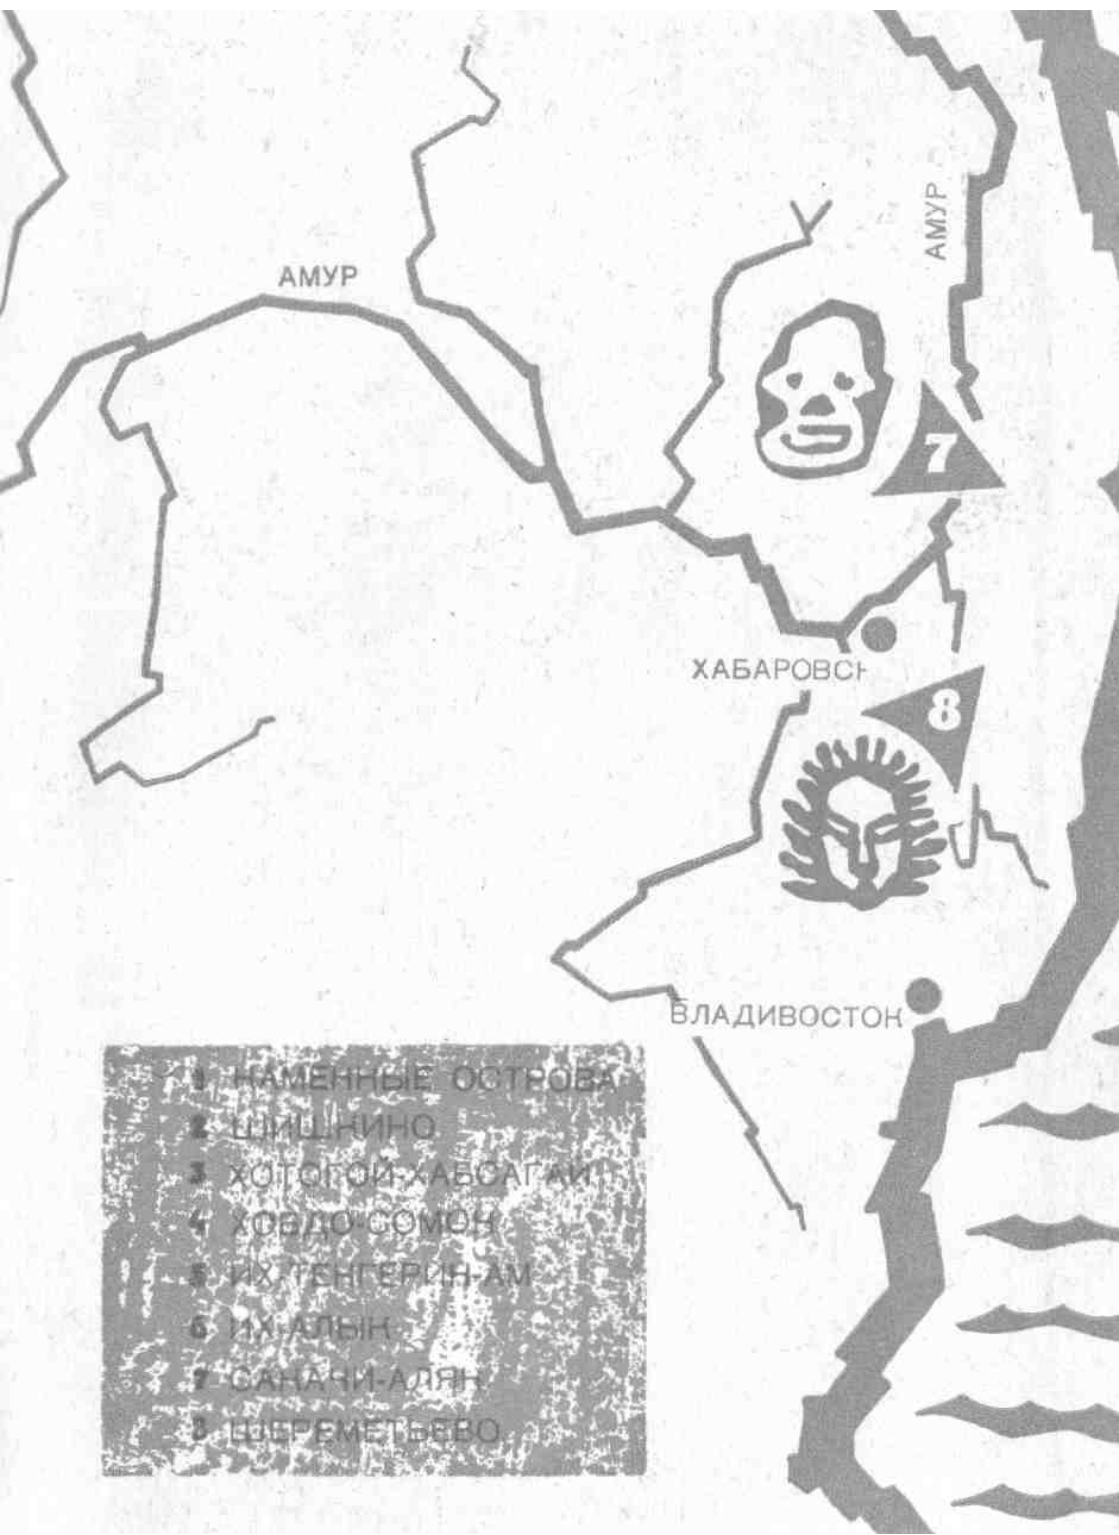 АМУР
АМУР
7
ХАБАРОВСК
8
ВЛАДИВОСТОК
1 КАМЕННЫЕ ОСТРОВА
2 ШИШКИНО
3 ХОТОГОЙ-ХАБСАГАЙ
4 ХОВДО-СОМОН
5 ИХ-ТЕНГЕРИН-АМ
6 ИХ-АЛЫК
7 САКАЧИ-АЛЯН
8 ШЕРЕМЕТЬЕВО